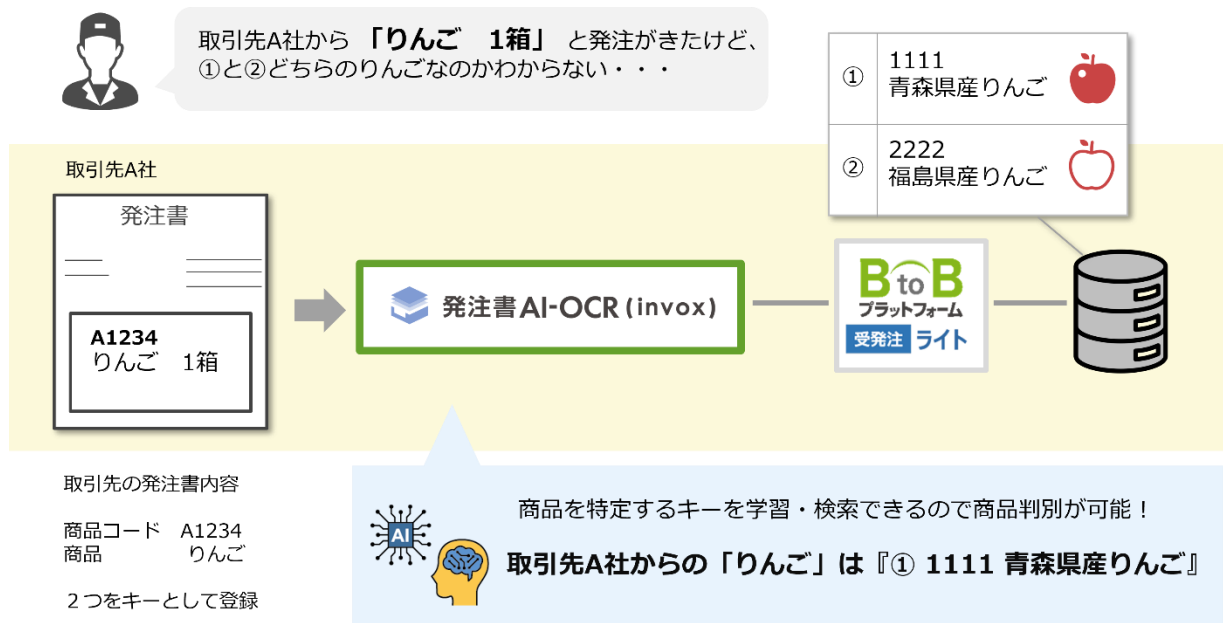 取引先A社から 「りんご　1箱」 と発注がきたけど、
①と②どちらのりんごなのかわからない・・・
① 1111
青森県産りんご
② 2222
福島県産りんご
取引先A社
発注書
A1234
りんご　1箱
発注書AI-OCR(invox)
BtoB
プラットフォーム
受発注 ライト
取引先の発注書内容
商品コード　A1234
商品　　　　りんご
２つをキーとして登録
AI
商品を特定するキーを学習・検索できるので商品判別が可能！
取引先A社からの「りんご」は『① 1111 青森県産りんご』